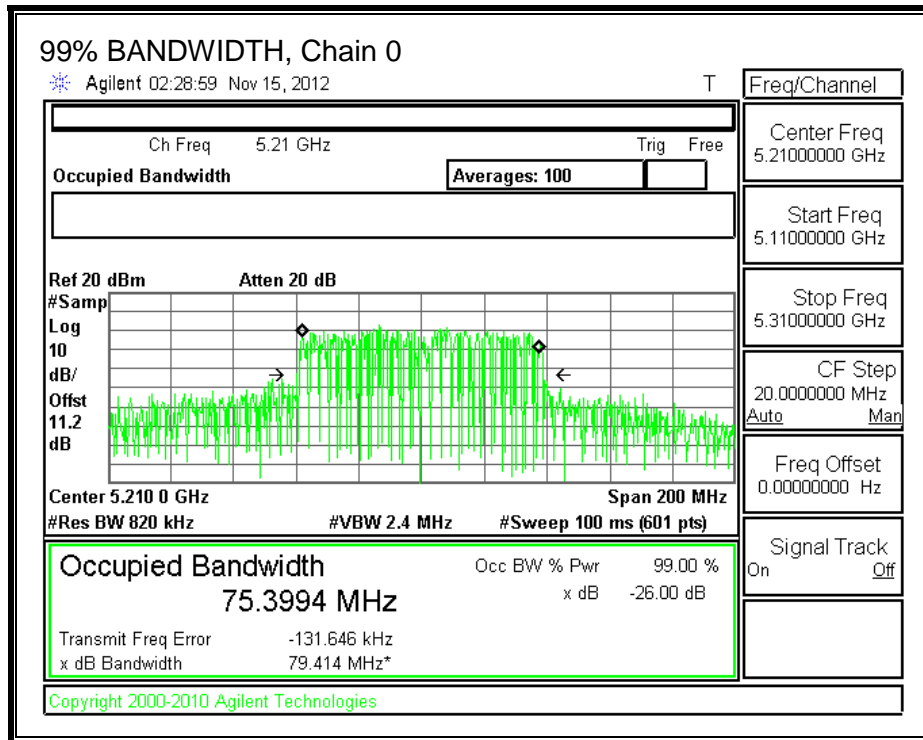 99% BANDWIDTH, Chain 0
Agilent 02:28:59 Nov 15, 2012 T
Ch Freq 5.21 GHz Trig Free
Occupied Bandwidth Averages: 100
Ref 20 dBm Atten 20 dB
#Samp
Log
10
dB/
Offst
11.2
dB
Center 5.210 0 GHz Span 200 MHz
#Res BW 820 kHz #VBW 2.4 MHz #Sweep 100 ms (601 pts)
Occupied Bandwidth Occ BW % Pwr 99.00 %
75.3994 MHz x dB -26.00 dB
Transmit Freq Error -131.646 kHz
x dB Bandwidth 79.414 MHz*
Copyright 2000-2010 Agilent Technologies
Freq/Channel
Center Freq
5.21000000 GHz
Start Freq
5.11000000 GHz
Stop Freq
5.31000000 GHz
CF Step
20.0000000 MHz
Auto Man
Freq Offset
0.00000000 Hz
Signal Track
On Off